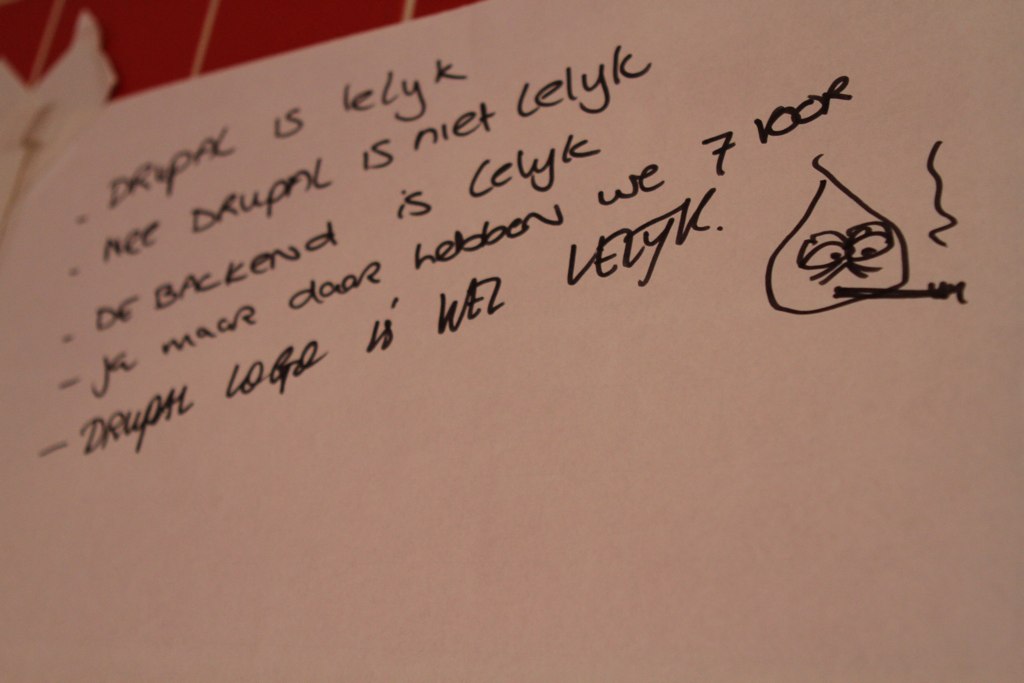 - DRUPAL is lelyk
- nee DRUPAL is niet lelyk
- DE BACKEND is lelyk
- ja maar daar hebben we 7 voor
- DRUPAL LOGO is WEL LELYK.